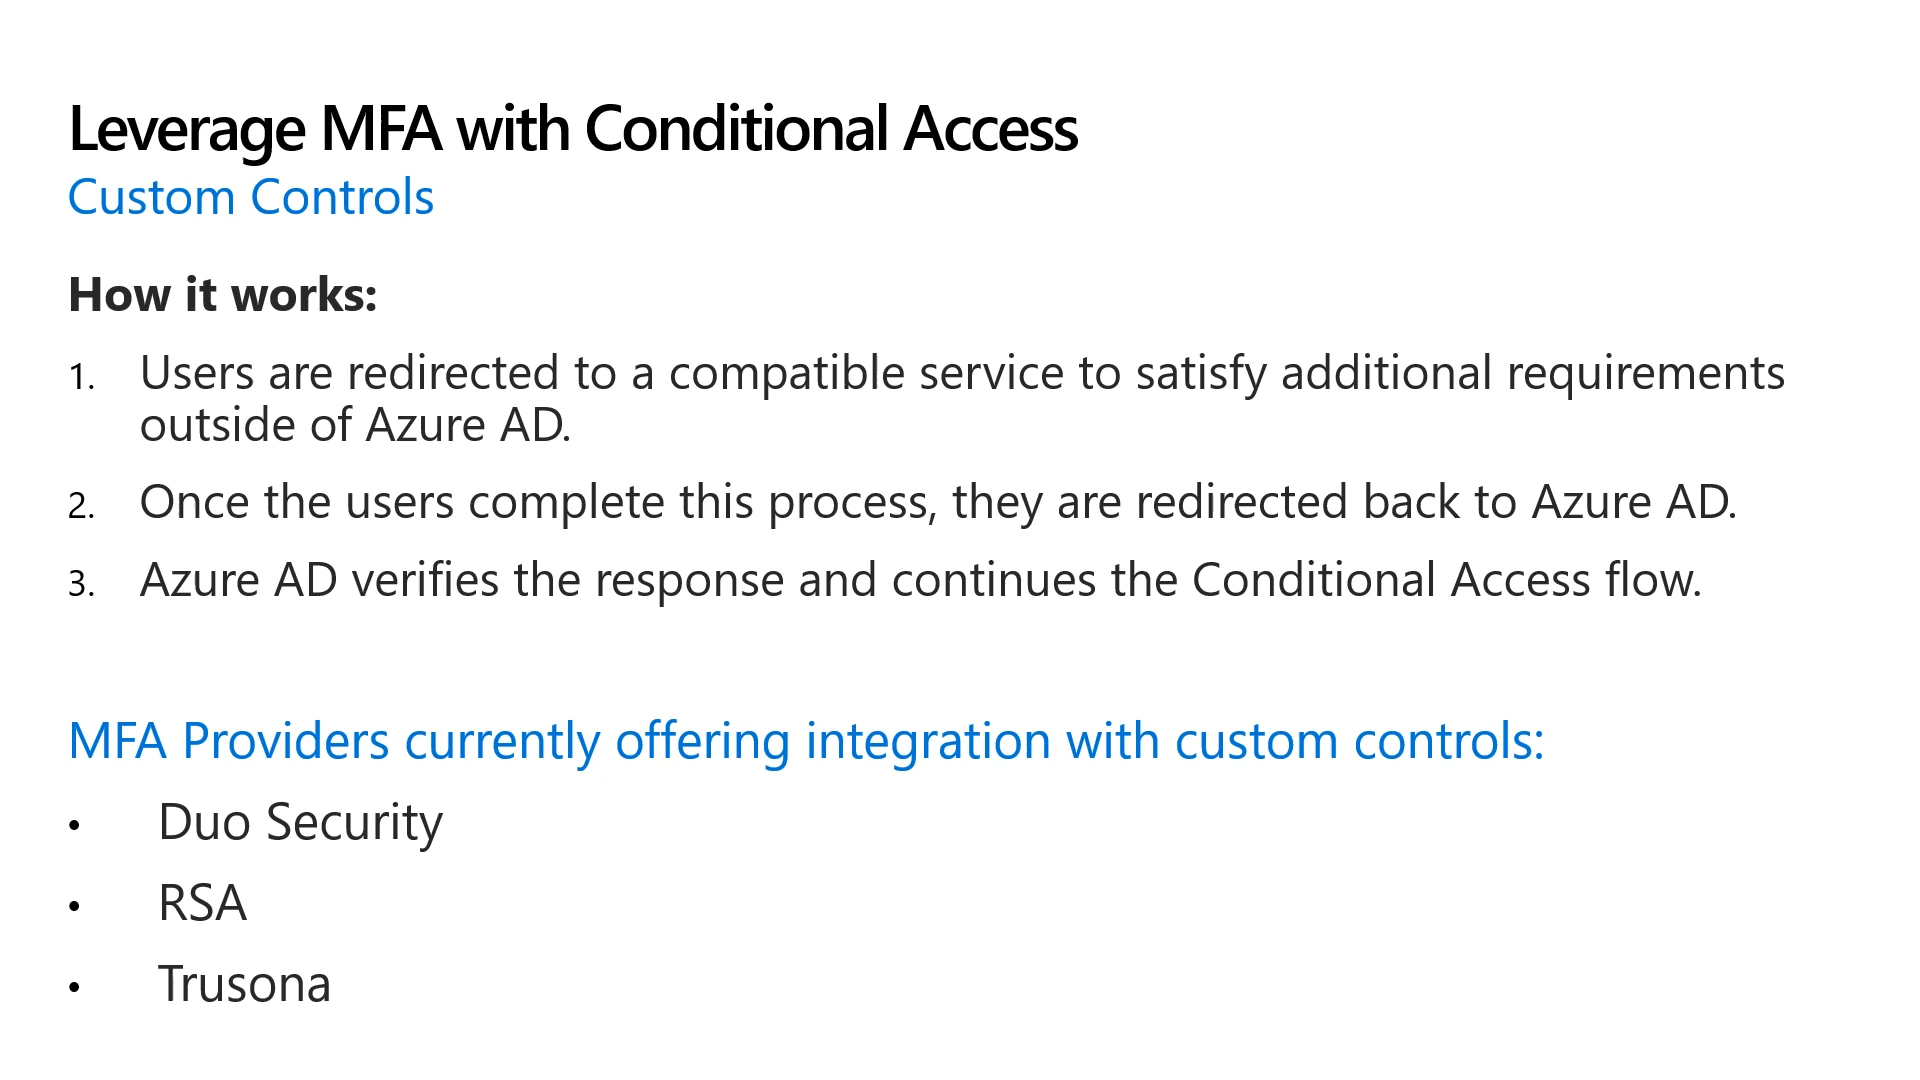 Leverage MFA with Conditional Access
Custom Controls
How it works:
1. Users are redirected to a compatible service to satisfy additional requirements
outside of Azure AD.
2. Once the users complete this process, they are redirected back to Azure AD.
3. Azure AD verifies the response and continues the Conditional Access flow.
MFA Providers currently offering integration with custom controls:
• Duo Security
• RSA
• Trusona